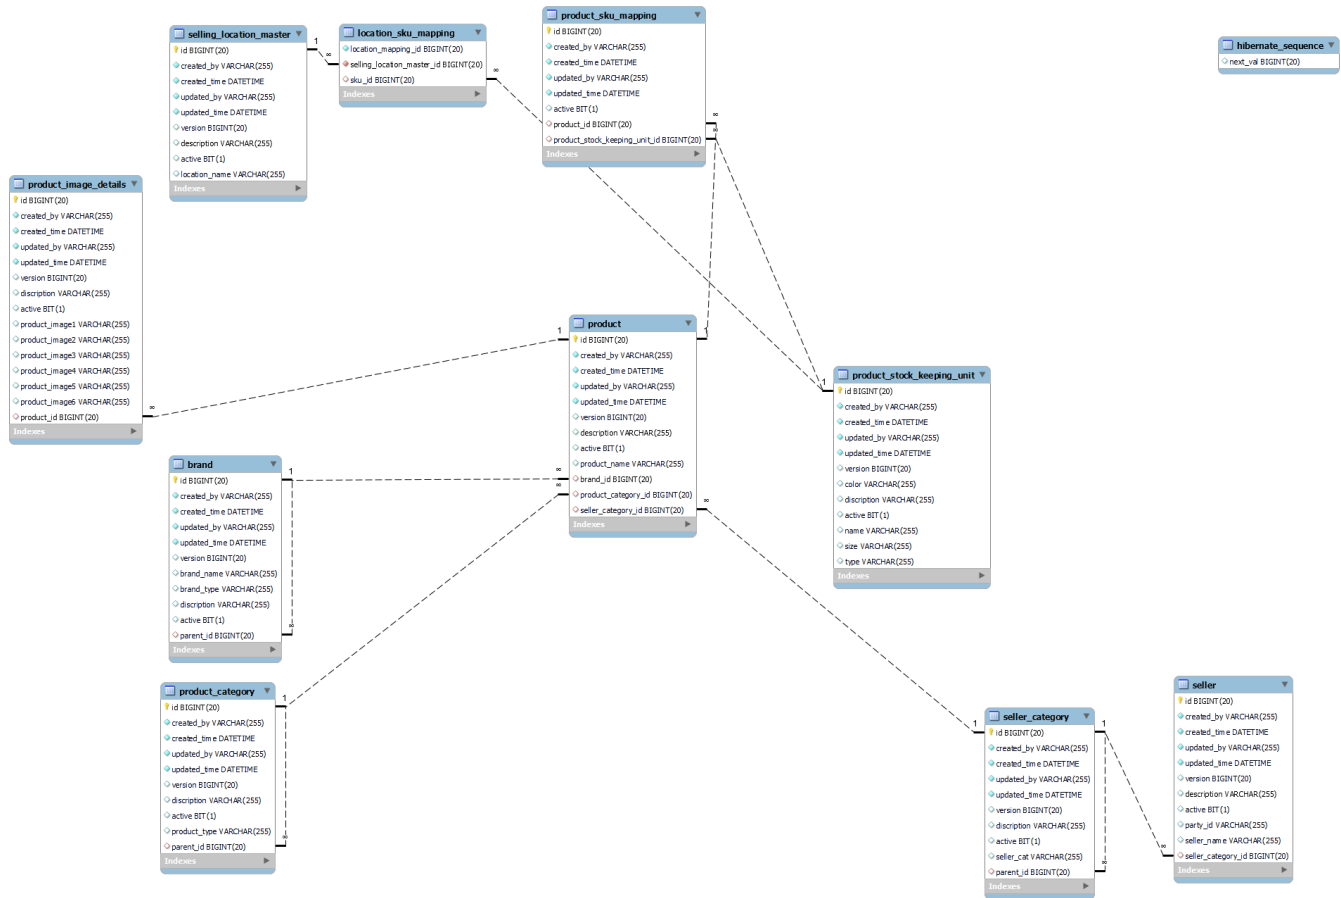 selling_location_master
id BIGINT(20)
created_by VARCHAR(255)
created_time DATETIME
updated_by VARCHAR(255)
updated_time DATETIME
version BIGINT(20)
description VARCHAR(255)
active BIT(1)
location_name VARCHAR(255)
Indexes
location_sku_mapping
location_mapping_id BIGINT(20)
selling_location_master_id BIGINT(20)
sku_id BIGINT(20)
Indexes
product_sku_mapping
id BIGINT(20)
created_by VARCHAR(255)
created_time DATETIME
updated_by VARCHAR(255)
updated_time DATETIME
active BIT(1)
product_id BIGINT(20)
product_stock_keeping_unit_id BIGINT(20)
Indexes
hibernate_sequence
next_val BIGINT(20)
product_image_details
id BIGINT(20)
created_by VARCHAR(255)
created_time DATETIME
updated_by VARCHAR(255)
updated_time DATETIME
version BIGINT(20)
discription VARCHAR(255)
active BIT(1)
product_image1 VARCHAR(255)
product_image2 VARCHAR(255)
product_image3 VARCHAR(255)
product_image4 VARCHAR(255)
product_image5 VARCHAR(255)
product_image6 VARCHAR(255)
product_id BIGINT(20)
Indexes
product
id BIGINT(20)
created_by VARCHAR(255)
created_time DATETIME
updated_by VARCHAR(255)
updated_time DATETIME
version BIGINT(20)
description VARCHAR(255)
active BIT(1)
product_name VARCHAR(255)
brand_id BIGINT(20)
product_category_id BIGINT(20)
seller_category_id BIGINT(20)
Indexes
product_stock_keeping_unit
id BIGINT(20)
created_by VARCHAR(255)
created_time DATETIME
updated_by VARCHAR(255)
updated_time DATETIME
version BIGINT(20)
color VARCHAR(255)
discription VARCHAR(255)
active BIT(1)
name VARCHAR(255)
size VARCHAR(255)
type VARCHAR(255)
Indexes
brand
id BIGINT(20)
created_by VARCHAR(255)
created_time DATETIME
updated_by VARCHAR(255)
updated_time DATETIME
version BIGINT(20)
brand_name VARCHAR(255)
brand_type VARCHAR(255)
discription VARCHAR(255)
active BIT(1)
parent_id BIGINT(20)
Indexes
product_category
id BIGINT(20)
created_by VARCHAR(255)
created_time DATETIME
updated_by VARCHAR(255)
updated_time DATETIME
version BIGINT(20)
discription VARCHAR(255)
active BIT(1)
product_type VARCHAR(255)
parent_id BIGINT(20)
Indexes
seller_category
id BIGINT(20)
created_by VARCHAR(255)
created_time DATETIME
updated_by VARCHAR(255)
updated_time DATETIME
version BIGINT(20)
discription VARCHAR(255)
active BIT(1)
seller_cat VARCHAR(255)
parent_id BIGINT(20)
Indexes
seller
id BIGINT(20)
created_by VARCHAR(255)
created_time DATETIME
updated_by VARCHAR(255)
updated_time DATETIME
version BIGINT(20)
description VARCHAR(255)
active BIT(1)
party_id VARCHAR(255)
seller_name VARCHAR(255)
seller_category_id BIGINT(20)
Indexes
1
∞
∞
∞
∞
1
1
1
∞
1
∞
∞
∞
∞
1
∞
1
1
∞
∞